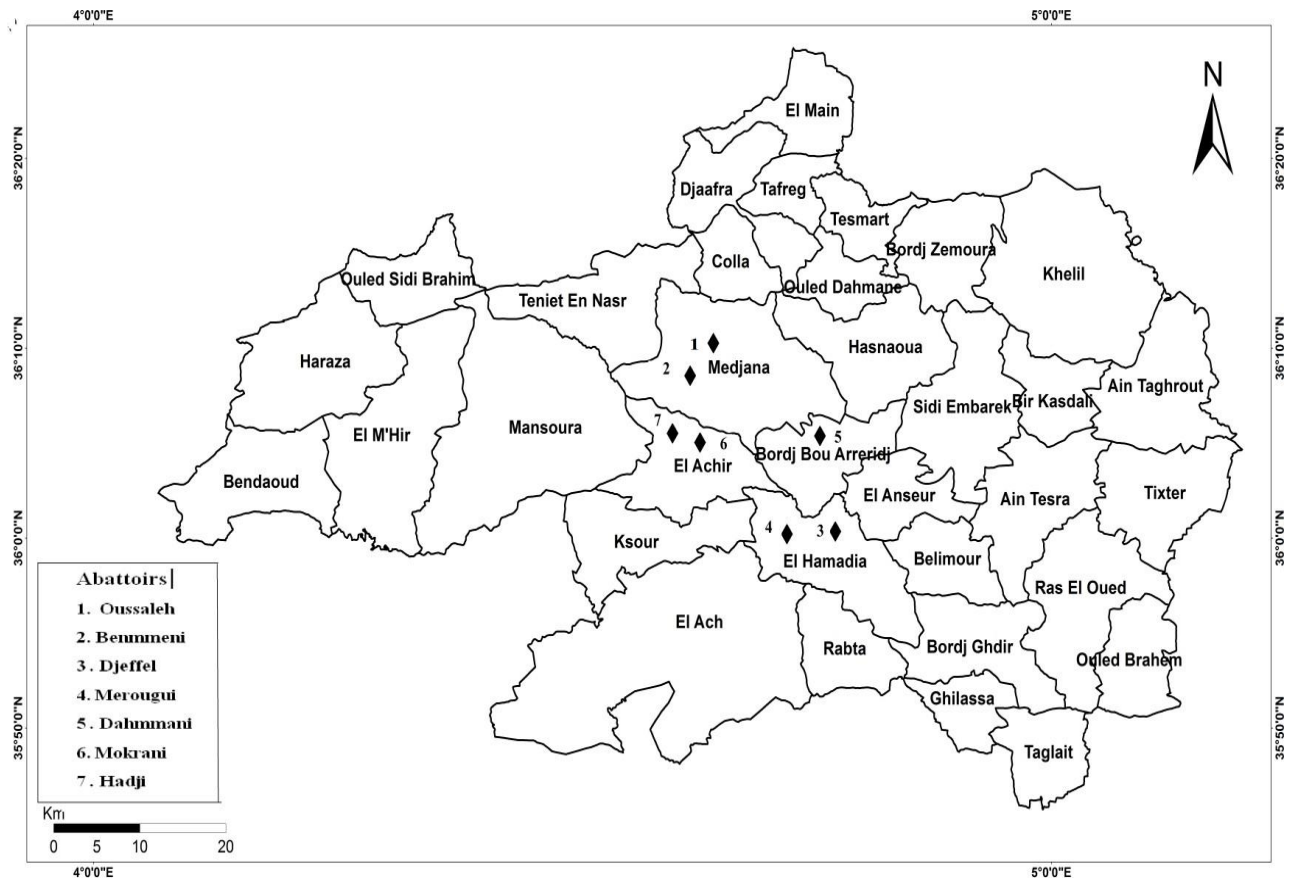 4°0'0"E
5°0'0"E
N
El Main
36°20'0"N
36°20'0"N
Djaafra
Tafreg
Tesmart
Bordj Zemoura
Colla
Khelil
Ouled Sidi Brahim
Ouled Dahmane
Teniet En Nasr
36°10'0"N
36°10'0"N
Haraza
1
Medjana
Hasnaoua
2
Ain Taghrout
Sidi Embarek
Bir Kasdali
El M'Hir
Mansoura
7
6
5
El Achir
Bordj Bou Arreridj
Bendaoud
El Anseur
Ain Tesra
Tixter
36°0'0"N
36°0'0"N
Ksour
4
3
El Hamadia
Belimour
Ras El Oued
El Ach
Rabta
Bordj Ghdir
Ouled Brahem
Ghilassa
35°50'0"N
35°50'0"N
Taglait
Abattoirs
1. Oussaleh
2. Benmmeni
3. Djeffel
4. Merougui
5. Dahmmani
6. Mokrani
7. Hadji
Km
0 5 10 20
4°0'0"E
5°0'0"E